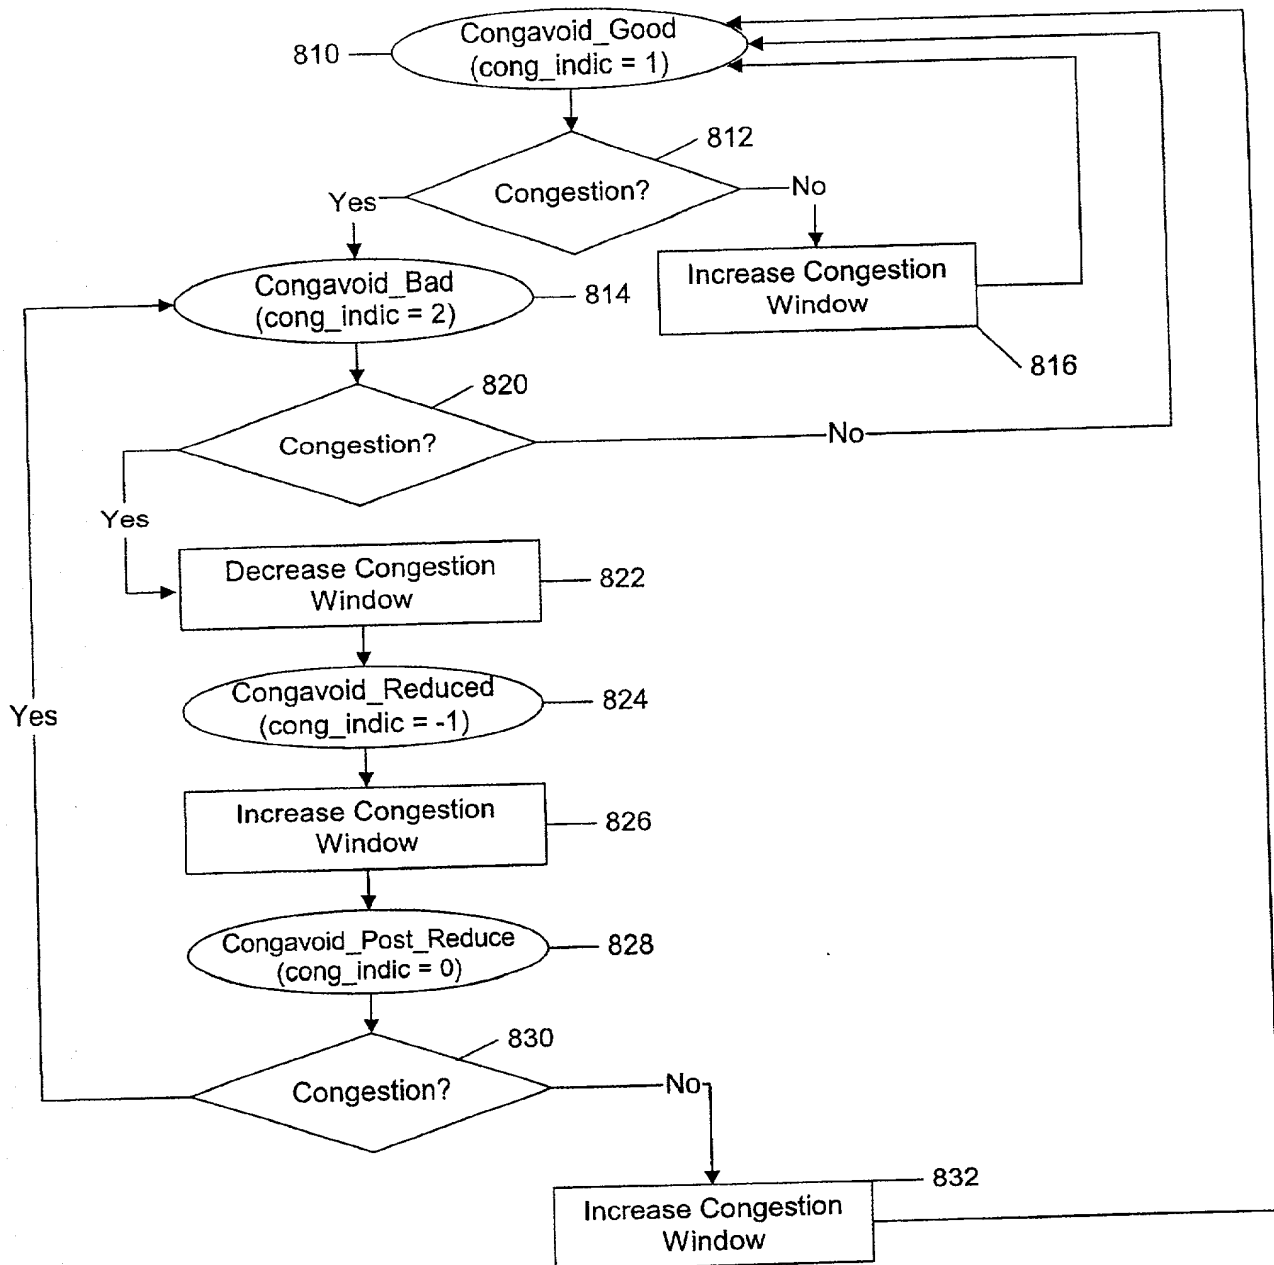 Congavoid_Good
(cong_indic = 1)
810
812
Congestion?
Yes
No
Congavoid_Bad
(cong_indic = 2)
814
Increase Congestion
Window
816
820
Congestion?
No
Yes
Decrease Congestion
Window
822
Congavoid_Reduced
(cong_indic = -1)
824
Yes
Increase Congestion
Window
826
Congavoid_Post_Reduce
(cong_indic = 0)
828
830
Congestion?
No
832
Increase Congestion
Window